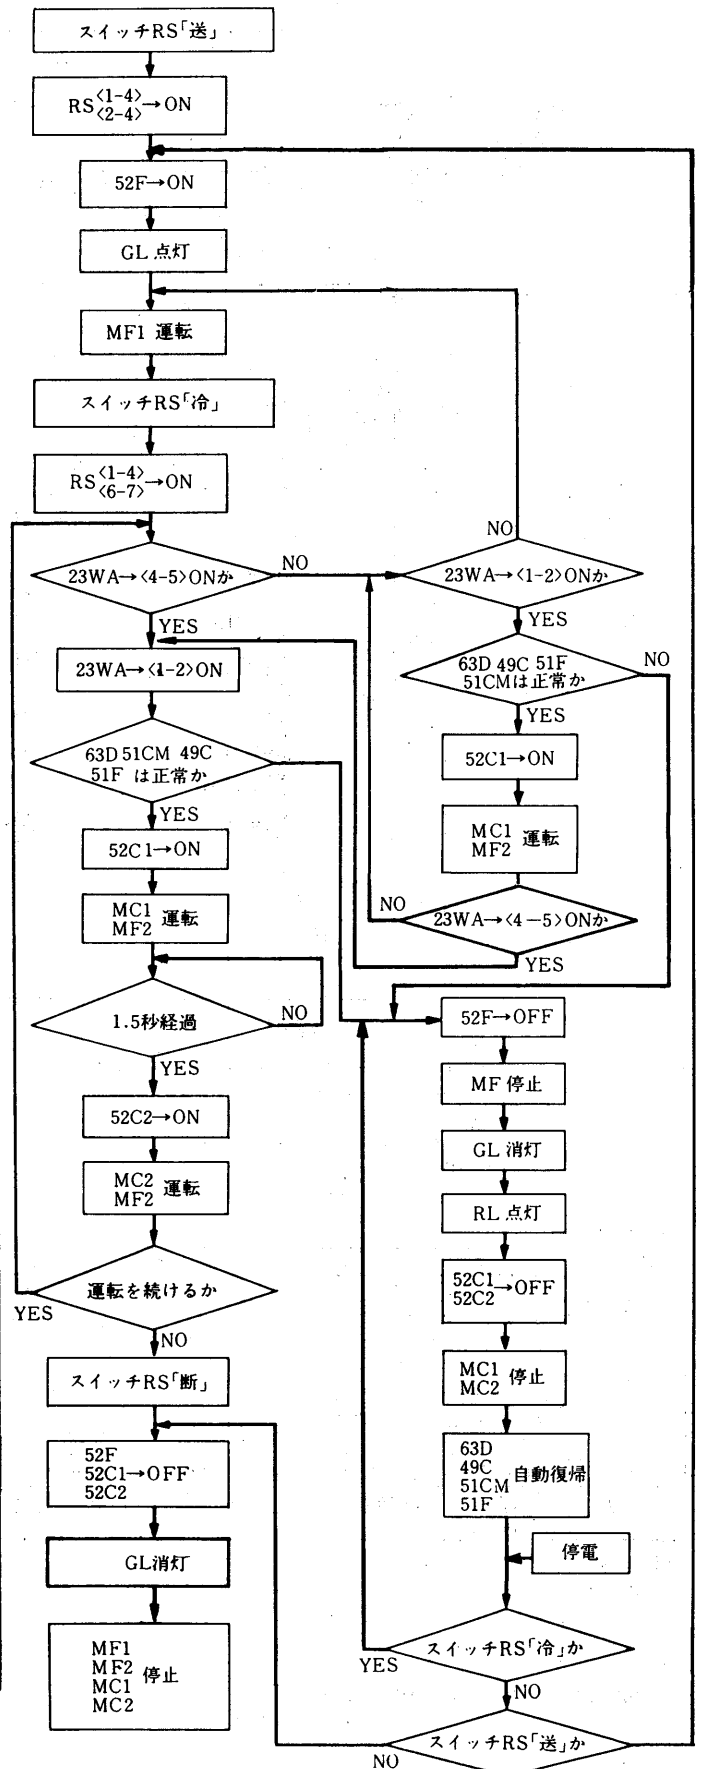 スイッチRS「送」
RS<1-4>→ON
<2-4>
52F→ON
GL 点灯
MF1 運転
スイッチRS「冷」
RS<1-4>→ON
<6-7>
23WA→<4-5>ONか
NO
YES
23WA→<1-2>ON
63D 51CM 49C
51F は正常か
YES
52C1→ON
MC1 運転
MF2
1.5秒経過
NO
YES
52C2→ON
MC2 運転
MF2
運転を続けるか
YES
NO
スイッチRS「断」
52F
52C1→OFF
52C2
GL消灯
MF1
MF2 停止
MC1
MC2
NO
23WA→<1-2>ONか
YES
63D 49C 51F
51CMは正常か
NO
YES
52C1→ON
MC1 運転
MF2
NO
23WA→<4-5>ONか
YES
52F→OFF
MF 停止
GL 消灯
RL 点灯
52C1→OFF
52C2
MC1 停止
MC2
63D
49C 自動復帰
51CM
51F
停電
スイッチRS「冷」か
YES
NO
スイッチRS「送」か
NO